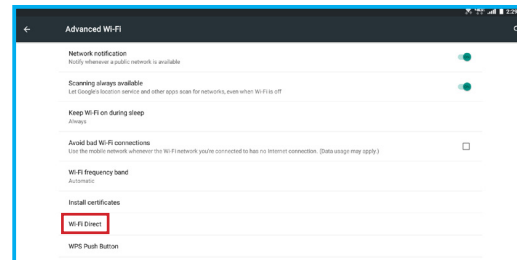 2:29
Advanced Wi-Fi
Network notification
Notify whenever a public network is available
Scanning always available
Let Google's location service and other apps scan for networks, even when Wi-Fi is off
Keep Wi-Fi on during sleep
Always
Avoid bad Wi-Fi connections
Use the mobile network whenever the Wi-Fi network you're connected to has no Internet connection. (Data usage may apply.)
Wi-Fi frequency band
Automatic
Install certificates
Wi-Fi Direct
WPS Push Button